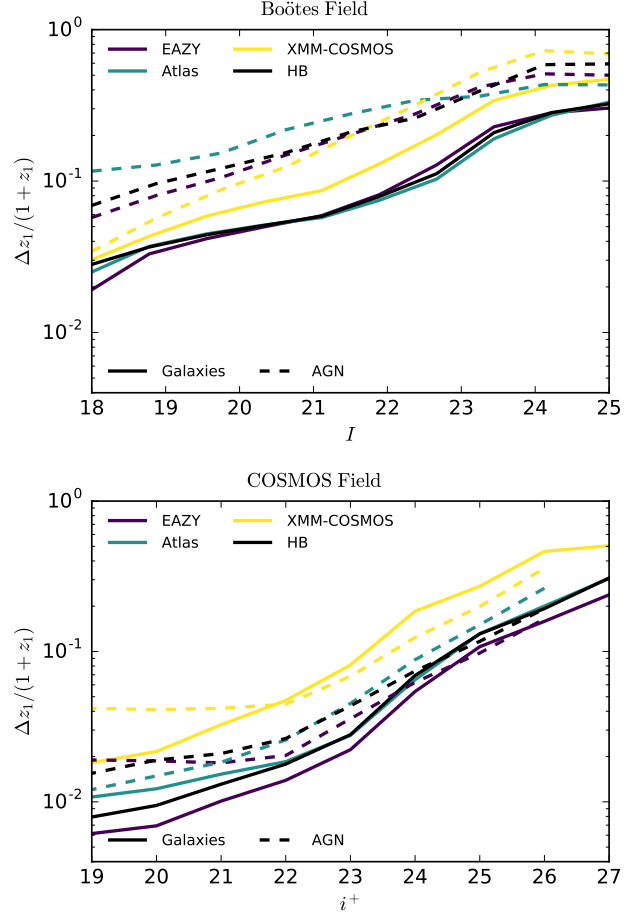 Boötes Field
10⁰
EAZY
XMM-COSMOS
Atlas
HB
Δz₁/(1 + z₁)
10⁻¹
10⁻²
Galaxies
AGN
18 19 20 21 22 23 24 25
I
COSMOS Field
10⁰
EAZY
XMM-COSMOS
Atlas
HB
Δz₁/(1 + z₁)
10⁻¹
10⁻²
Galaxies
AGN
19 20 21 22 23 24 25 26 27
i⁺